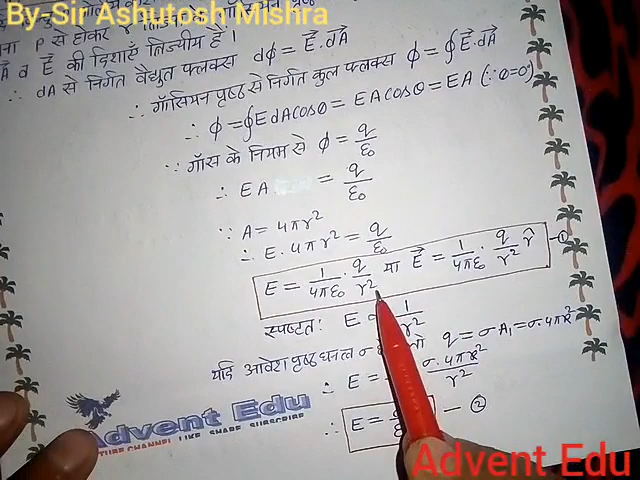 By-Sir Ashutosh Mishra
P से होकर
व E⃗ की दिशाएँ त्रिज्यीय हैं।
∴ dA से निर्गत वैद्युत फ्लक्स dϕ = E⃗.dA⃗
∴ गॉसियन पृष्ठ से निर्गत कुल फ्लक्स ϕ = ∮E⃗.dA⃗
∴ ϕ = ∮E dA cosθ = EA cosθ = EA (∵θ=0°)
∵ गॉस के नियम से ϕ = q/ε₀
∴ EA = q/ε₀
∵ A = 4πr²
∴ E.4πr² = q/ε₀
E = 1/4πε₀ . q/r² या E⃗ = 1/4πε₀ . q/r² r̂ —①
स्पष्टतः E ∝ 1/r²
यदि आवेश पृष्ठ घनत्व σ q = σA₁ = σ.4πR²
∴ E = σ.4πR²/r²
∴ E = —②
Advent Edu
YOUTUBE CHANNEL LIKE SHARE SUBSCRIBE
Advent Edu